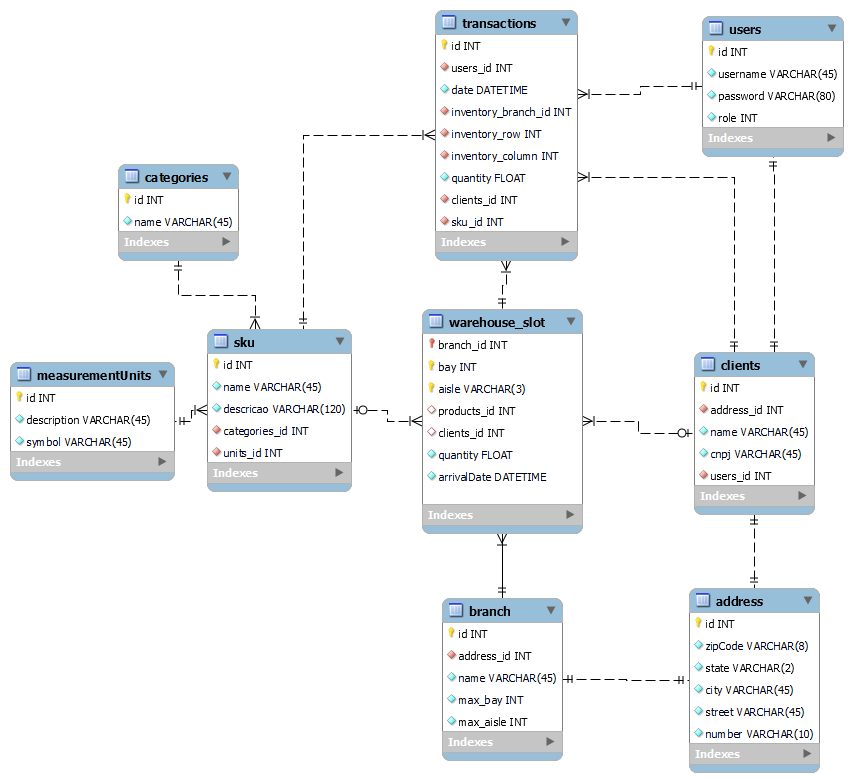 transactions
id INT
users_id INT
date DATETIME
inventory_branch_id INT
inventory_row INT
inventory_column INT
quantity FLOAT
clients_id INT
sku_id INT
Indexes
users
id INT
username VARCHAR(45)
password VARCHAR(80)
role INT
Indexes
categories
id INT
name VARCHAR(45)
Indexes
measurementUnits
id INT
description VARCHAR(45)
symbol VARCHAR(45)
Indexes
sku
id INT
name VARCHAR(45)
descricao VARCHAR(120)
categories_id INT
units_id INT
Indexes
warehouse_slot
branch_id INT
bay INT
aisle VARCHAR(3)
products_id INT
clients_id INT
quantity FLOAT
arrivalDate DATETIME
Indexes
clients
id INT
address_id INT
name VARCHAR(45)
cnpj VARCHAR(45)
users_id INT
Indexes
branch
id INT
address_id INT
name VARCHAR(45)
max_bay INT
max_aisle INT
Indexes
address
id INT
zipCode VARCHAR(8)
state VARCHAR(2)
city VARCHAR(45)
street VARCHAR(45)
number VARCHAR(10)
Indexes